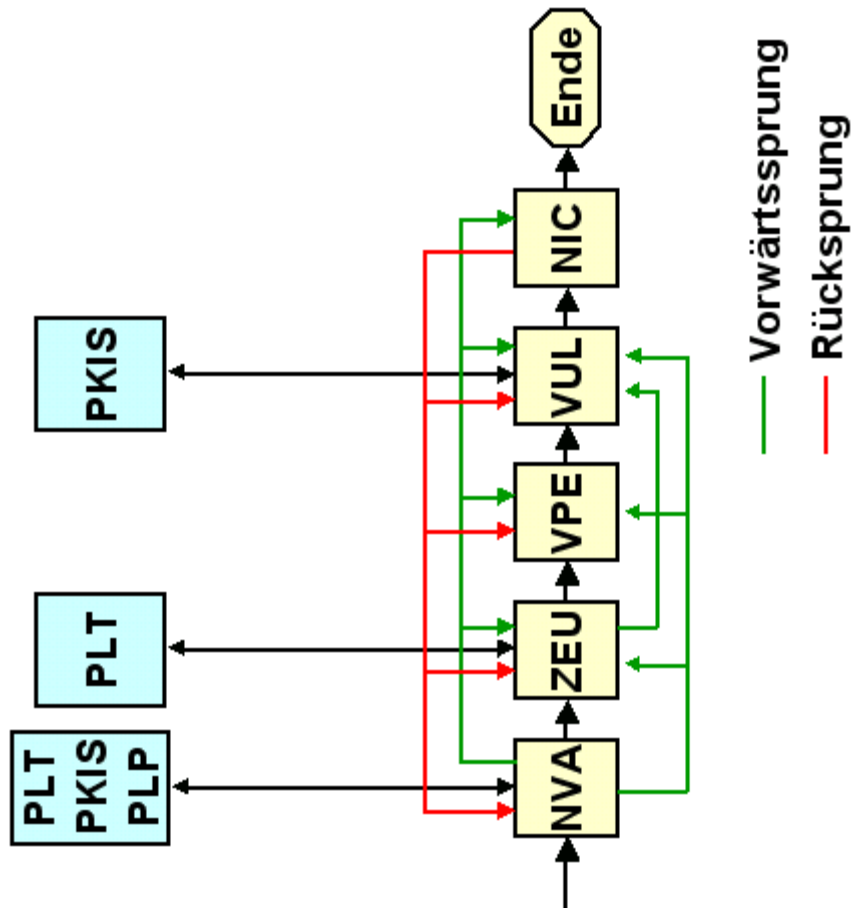 PLT
PKIS
PLP
PLT
PKIS
NVA
ZEU
VPE
VUL
NIC
Ende
Vorwärtssprung
Rücksprung